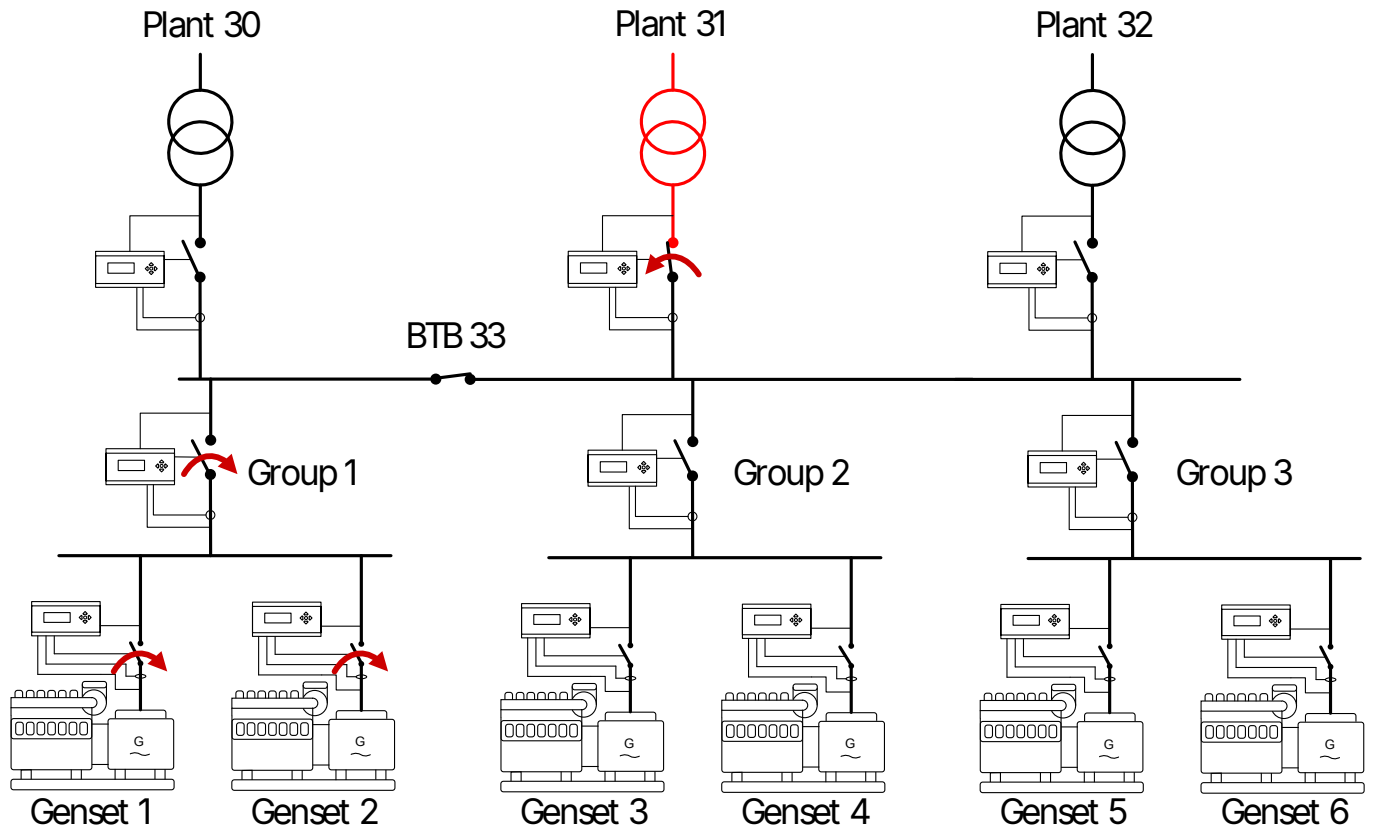 Plant 30
Plant 31
Plant 32
BTB 33
Group 1
Group 2
Group 3
G
G
G
G
G
G
Genset 1
Genset 2
Genset 3
Genset 4
Genset 5
Genset 6